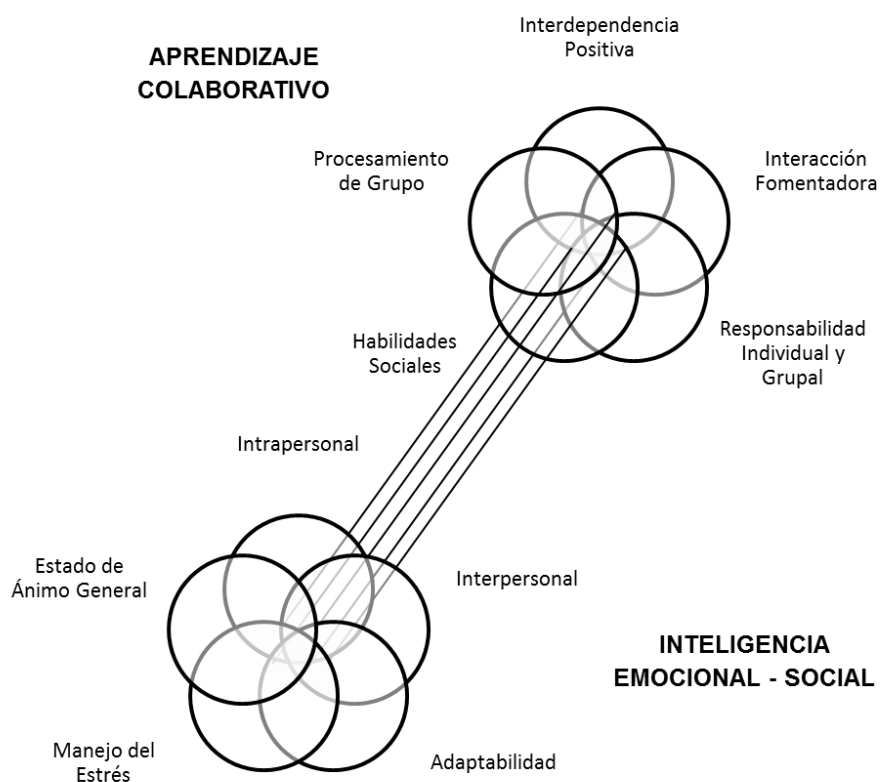 Interdependencia
Positiva
APRENDIZAJE
COLABORATIVO
Procesamiento
de Grupo
Interacción
Fomentadora
Habilidades
Sociales
Responsabilidad
Individual y
Grupal
Intrapersonal
Estado de
Ánimo General
Interpersonal
INTELIGENCIA
EMOCIONAL - SOCIAL
Manejo del
Estrés
Adaptabilidad